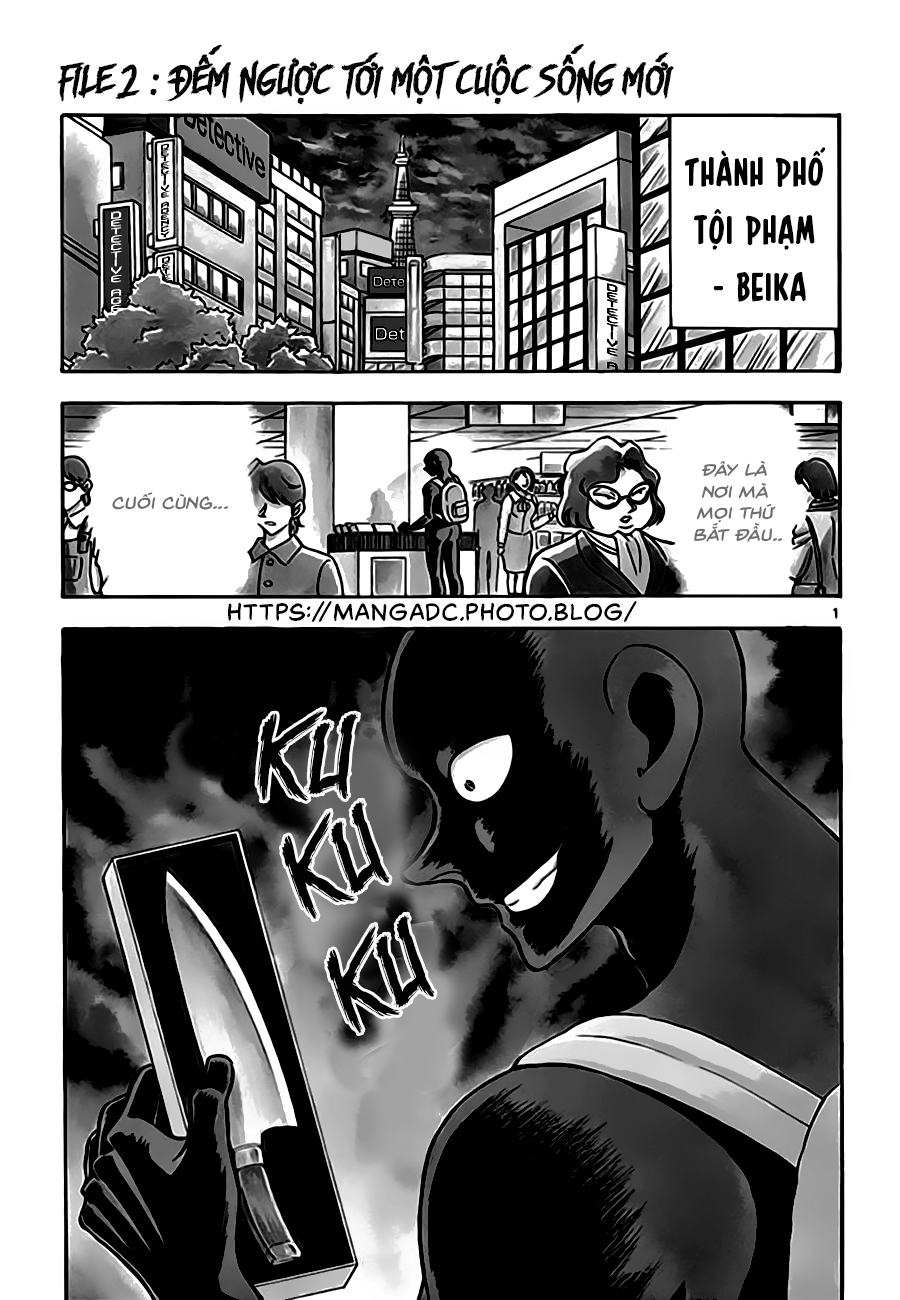 FILE 2 : ĐẾM NGƯỢC TỚI MỘT CUỘC SỐNG MỚI
Detective
DETECTIVE AGENCY
DETECTIVE
DETECTIVE
Dete
Det
DETECTIVE
THÀNH PHỐ
TỘI PHẠM
- BEIKA
CUỐI CÙNG...
ĐÂY LÀ
NƠI MÀ
MỌI THỨ
BẮT ĐẦU..
HTTPS://MANGADC.PHOTO.BLOG/
1
KU
KU
KU